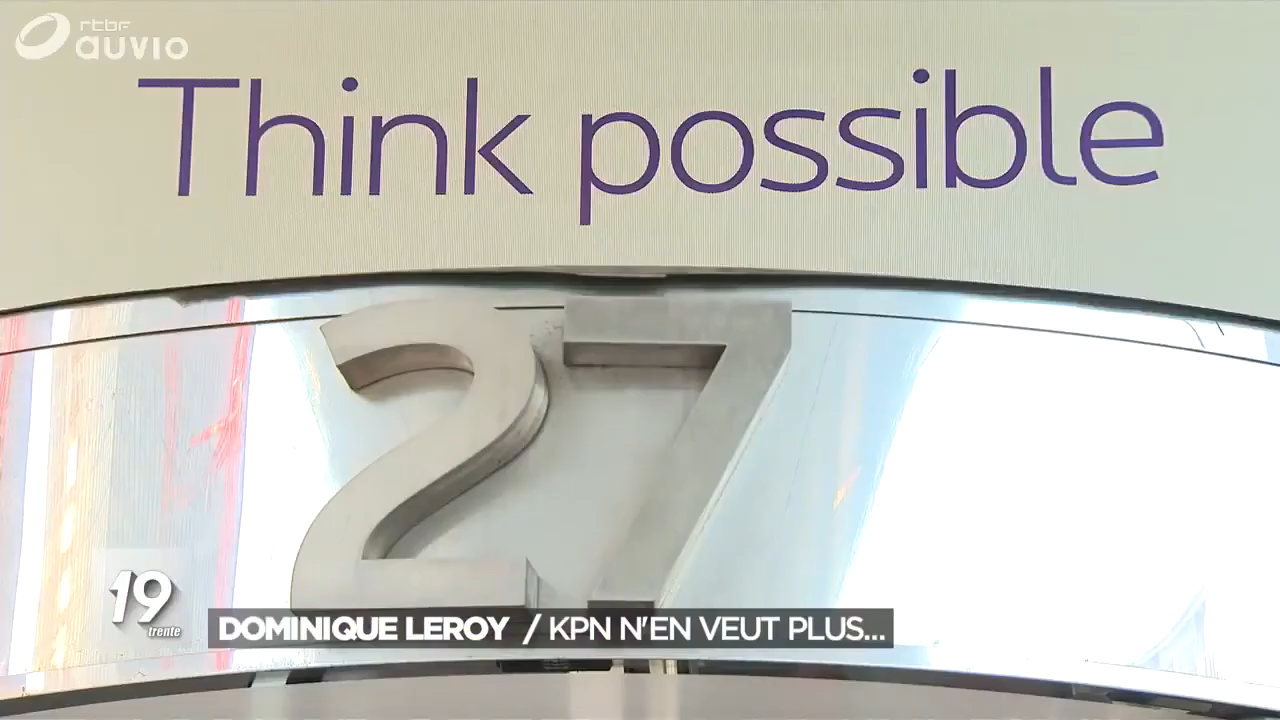 rtbf
auvio
Think possible
27
19
trente
DOMINIQUE LEROY / KPN N'EN VEUT PLUS...